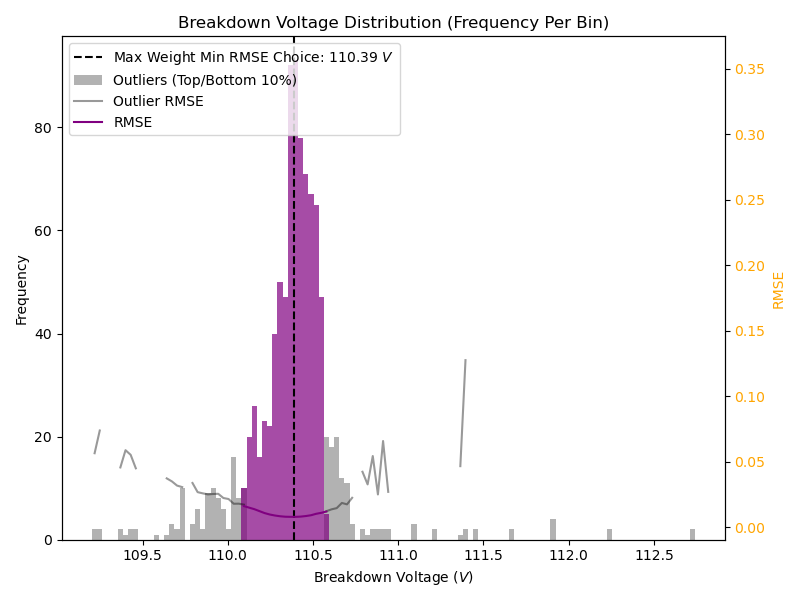 Breakdown Voltage Distribution (Frequency Per Bin)
Max Weight Min RMSE Choice: 110.39 V
Outliers (Top/Bottom 10%)
Outlier RMSE
RMSE
Frequency
0
20
40
60
80
0.00
0.05
0.10
0.15
0.20
0.25
0.30
0.35
RMSE
109.5
110.0
110.5
111.0
111.5
112.0
112.5
Breakdown Voltage (V)